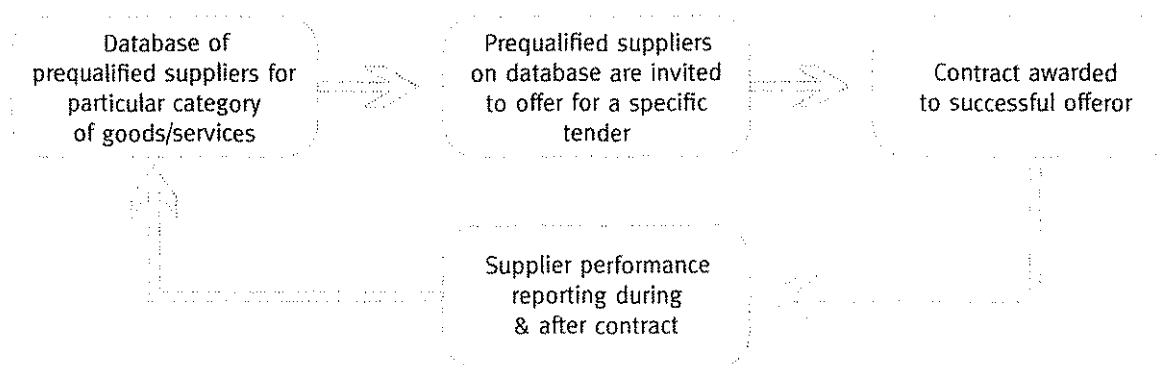 Database of
prequalified suppliers for
particular category
of goods/services
Prequalified suppliers
on database are invited
to offer for a specific
tender
Contract awarded
to successful offeror
Supplier performance
reporting during
& after contract